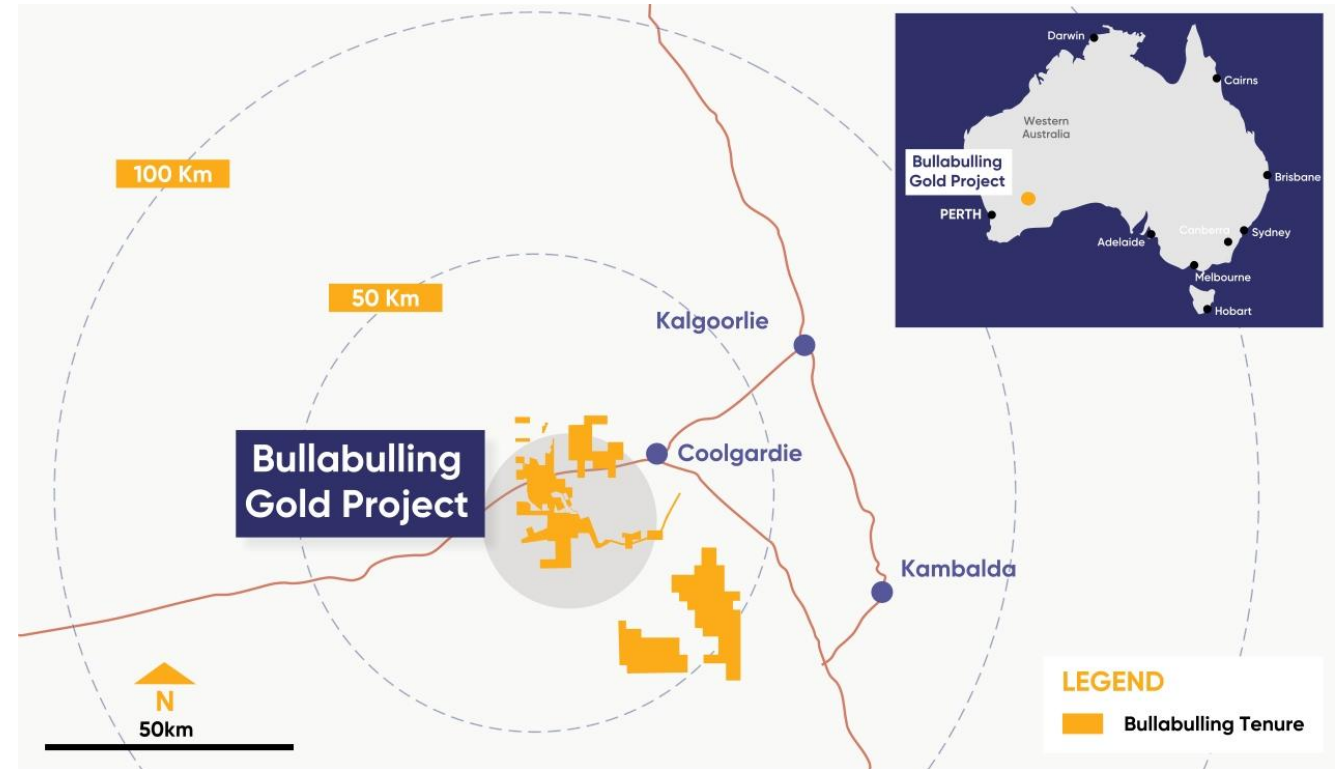 100 Km
50 Km
Kalgoorlie
Coolgardie
Kambalda
Bullabulling
Gold Project
N
50km
LEGEND
Bullabulling Tenure
Darwin
Cairns
Western
Australia
Bullabulling
Gold Project
Brisbane
PERTH
Adelaide
Canberra
Sydney
Melbourne
Hobart